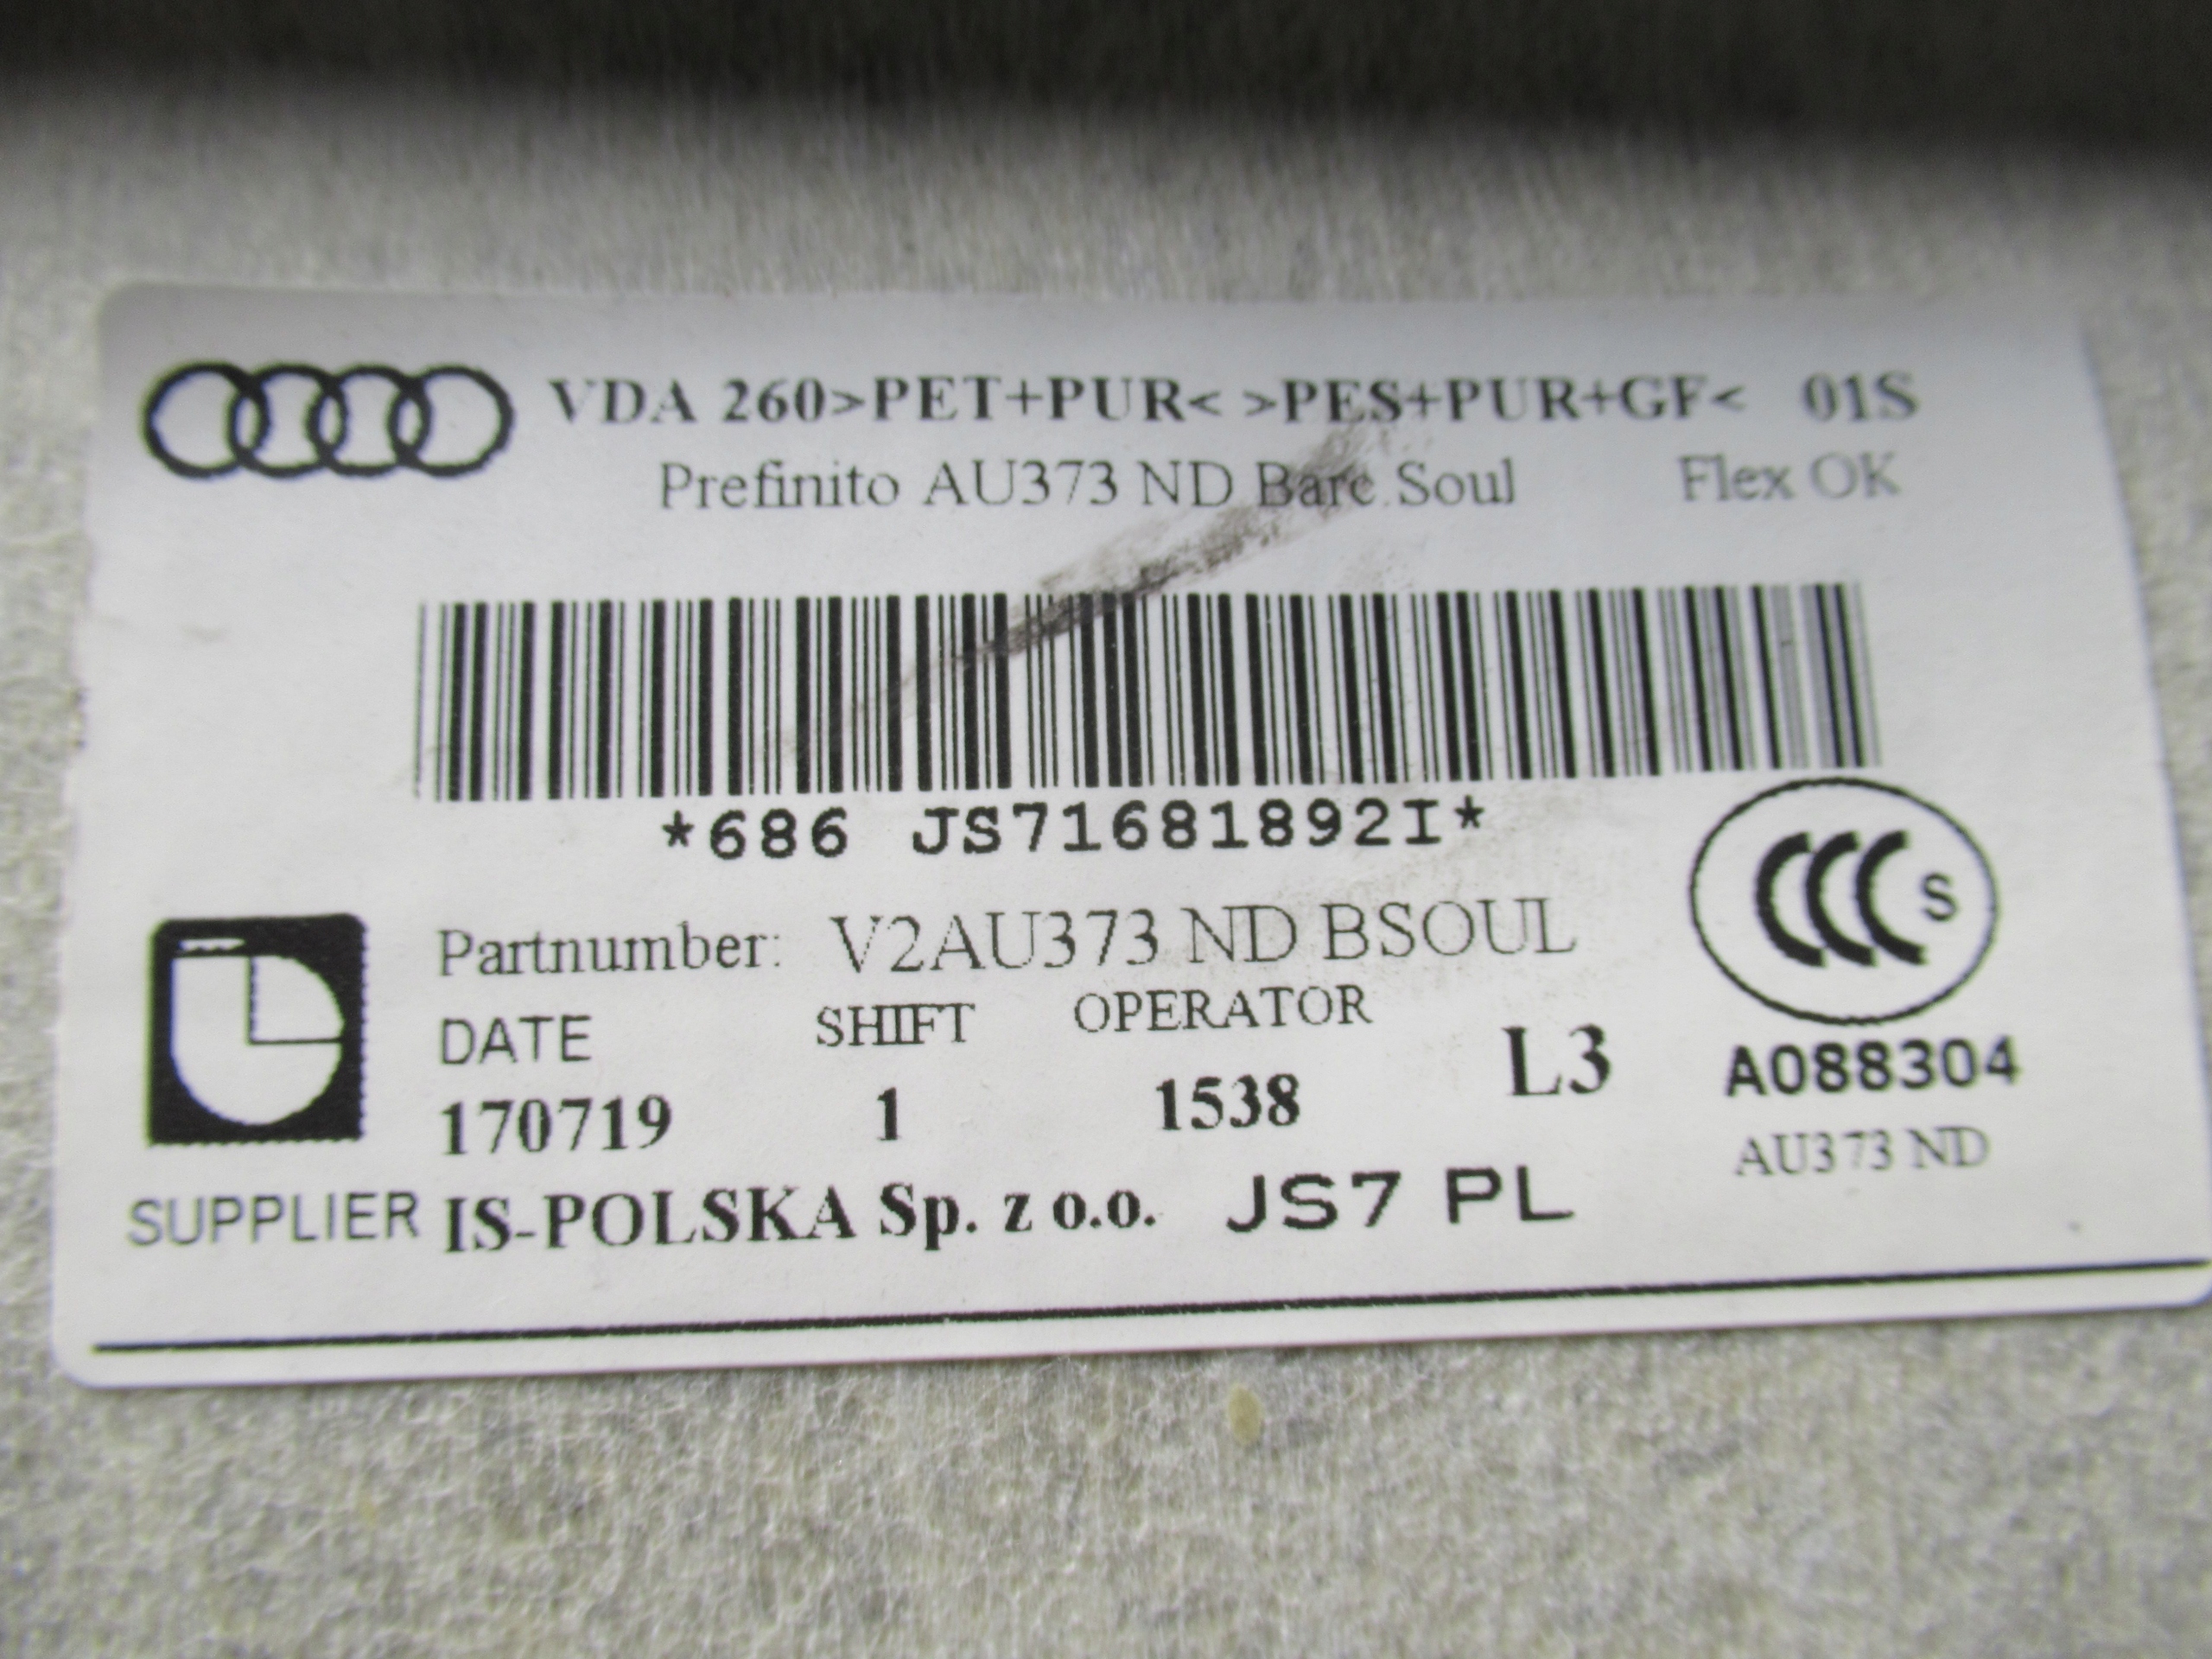 VDA 260>PET+PUR< >PES+PUR+GF< 01S
Prefinito AU373 ND Bare Soul Flex OK
*686 JS71681892I*
S
Partnumber: V2AU373 ND BSOUL
DATE SHIFT OPERATOR
170719 1 1538 L3
A088304
AU373 ND
SUPPLIER IS-POLSKA Sp. z o.o. JS7 PL